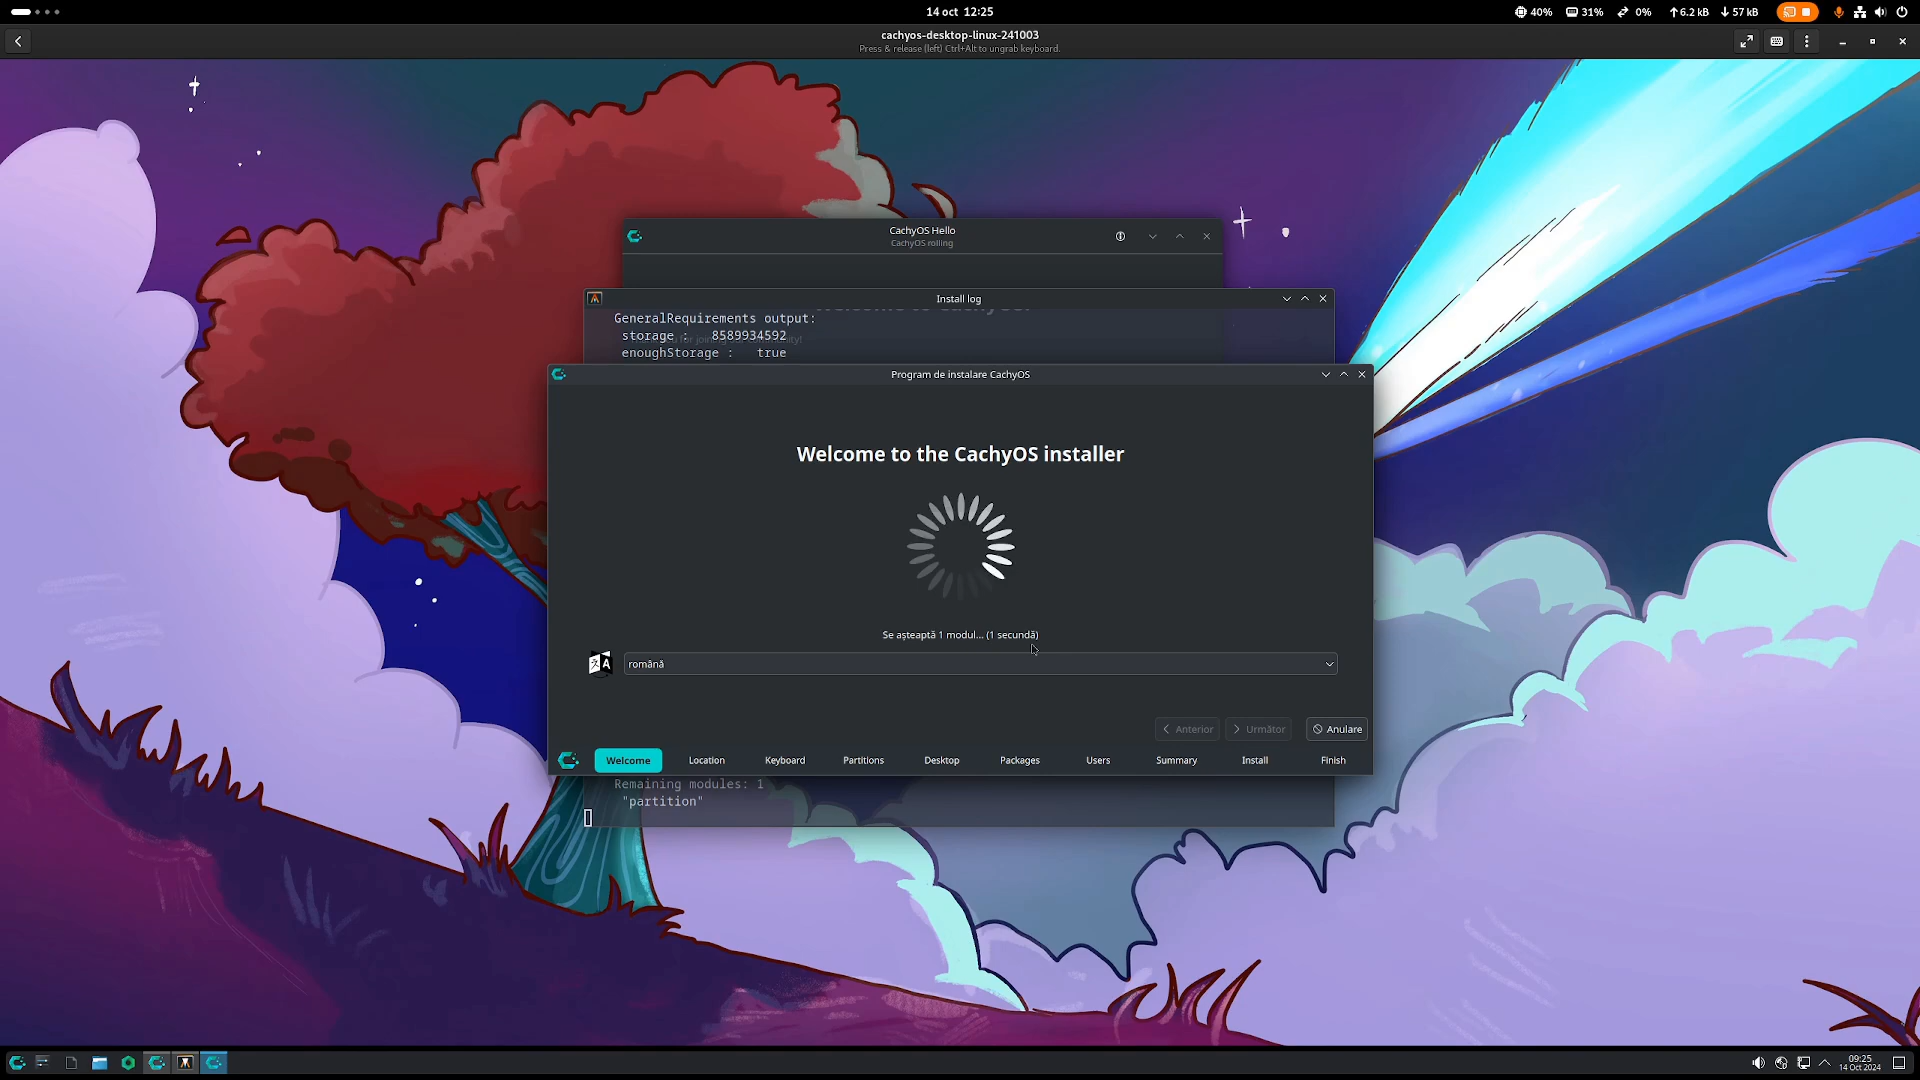 14 oct 12:25
40% 31% 0% ↑6.2 kB ↓57 kB
cachyos-desktop-linux-241003
Press & release (left) Ctrl+Alt to ungrab keyboard.
CachyOS Hello
CachyOS rolling
Install log
GeneralRequirements output:
storage : 8589934592
enoughStorage : true
Program de instalare CachyOS
Welcome to the CachyOS installer
Se așteaptă 1 modul... (1 secundă)
română
Anterior Următor Anulare
Welcome Location Keyboard Partitions Desktop Packages Users Summary Install Finish
Remaining modules: 1
"partition"
09:25
14 Oct 2024